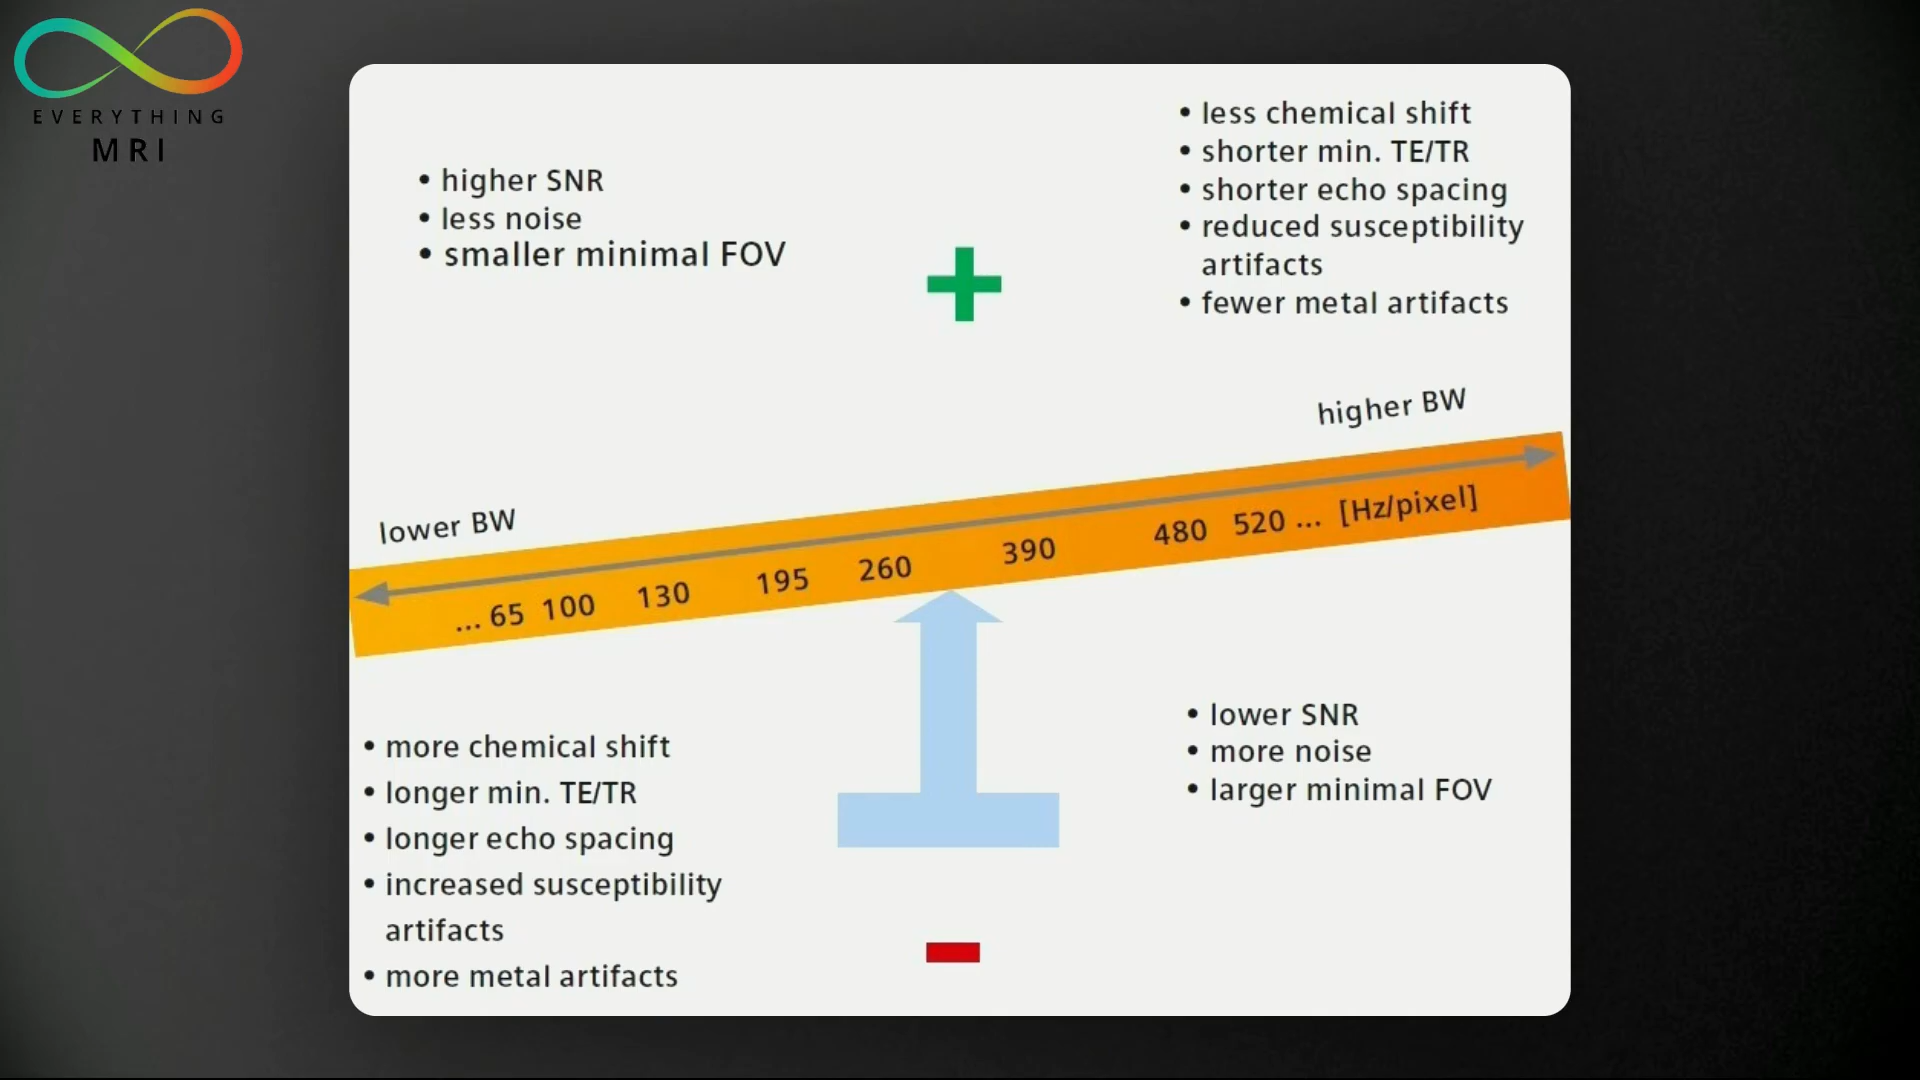 EVERYTHING
MRI
• higher SNR
• less noise
• smaller minimal FOV
• less chemical shift
• shorter min. TE/TR
• shorter echo spacing
• reduced susceptibility
artifacts
• fewer metal artifacts
higher BW
lower BW
... 65 100 130 195 260 390 480 520 ... [Hz/pixel]
• more chemical shift
• longer min. TE/TR
• longer echo spacing
• increased susceptibility
artifacts
• more metal artifacts
• lower SNR
• more noise
• larger minimal FOV